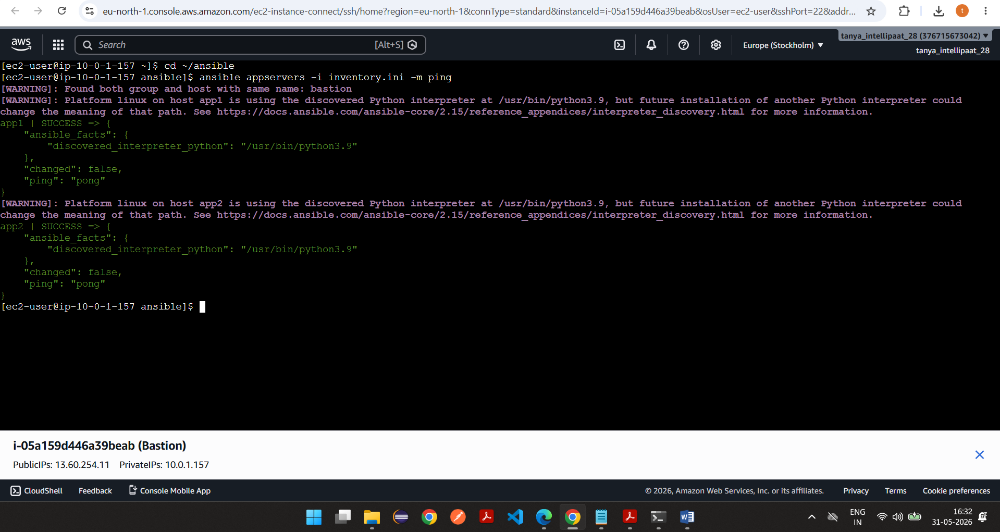 eu-north-1.console.aws.amazon.com/ec2-instance-connect/ssh/home?region=eu-north-1&connType=standard&instanceId=i-05a159d446a39beab&osUser=ec2-user&sshPort=22&addr...
t
aws
Search
[Alt+S]
Europe (Stockholm)
tanya_intellipaat_28 (376715673042)
tanya_intellipaat_28
[ec2-user@ip-10-0-1-157 ~]$ cd ~/ansible
[ec2-user@ip-10-0-1-157 ansible]$ ansible appservers -i inventory.ini -m ping
[WARNING]: Found both group and host with same name: bastion
[WARNING]: Platform linux on host app1 is using the discovered Python interpreter at /usr/bin/python3.9, but future installation of another Python interpreter could
change the meaning of that path. See https://docs.ansible.com/ansible-core/2.15/reference_appendices/interpreter_discovery.html for more information.
app1 | SUCCESS => {
    "ansible_facts": {
        "discovered_interpreter_python": "/usr/bin/python3.9"
    },
    "changed": false,
    "ping": "pong"
}
[WARNING]: Platform linux on host app2 is using the discovered Python interpreter at /usr/bin/python3.9, but future installation of another Python interpreter could
change the meaning of that path. See https://docs.ansible.com/ansible-core/2.15/reference_appendices/interpreter_discovery.html for more information.
app2 | SUCCESS => {
    "ansible_facts": {
        "discovered_interpreter_python": "/usr/bin/python3.9"
    },
    "changed": false,
    "ping": "pong"
}
[ec2-user@ip-10-0-1-157 ansible]$
i-05a159d446a39beab (Bastion)
PublicIPs: 13.60.254.11 PrivateIPs: 10.0.1.157
CloudShell Feedback Console Mobile App
© 2026, Amazon Web Services, Inc. or its affiliates. Privacy Terms Cookie preferences
ENG
IN
16:32
31-05-2026